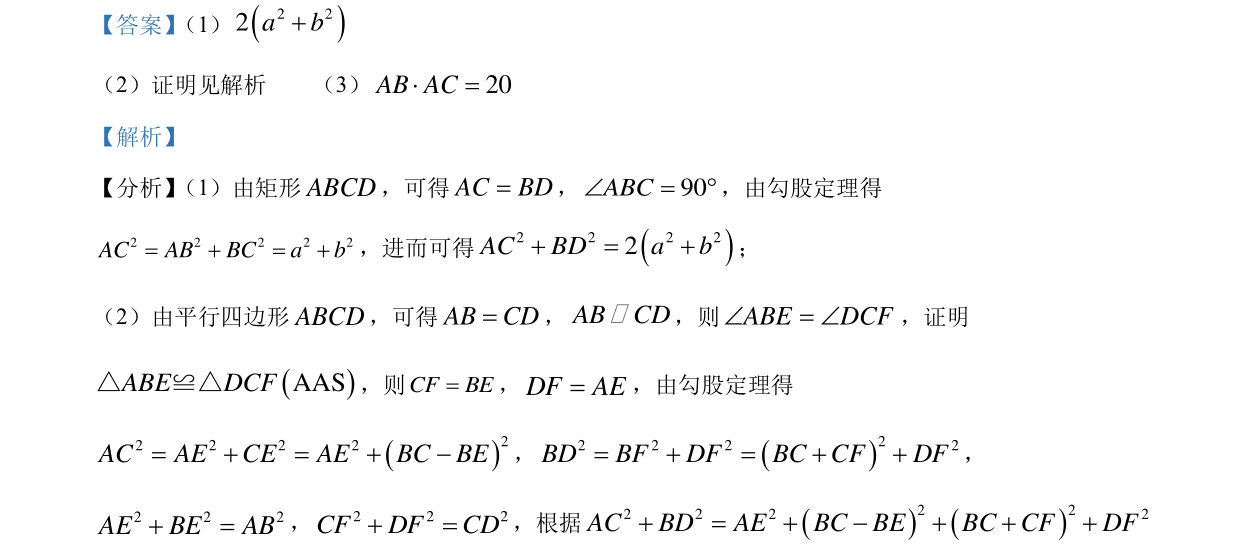 【答案】（1）2(a²+b²)
（2）证明见解析 （3）AB·AC=20
【解析】
【分析】（1）由矩形ABCD，可得AC=BD，∠ABC=90°，由勾股定理得
AC²=AB²+BC²=a²+b²，进而可得AC²+BD²=2(a²+b²)；
（2）由平行四边形ABCD，可得AB=CD，AB▯CD，则∠ABE=∠DCF，证明
△ABE≌△DCF(AAS)，则CF=BE，DF=AE，由勾股定理得
AC²=AE²+CE²=AE²+(BC−BE)²，BD²=BF²+DF²=(BC+CF)²+DF²，
AE²+BE²=AB²，CF²+DF²=CD²，根据AC²+BD²=AE²+(BC−BE)²+(BC+CF)²+DF²